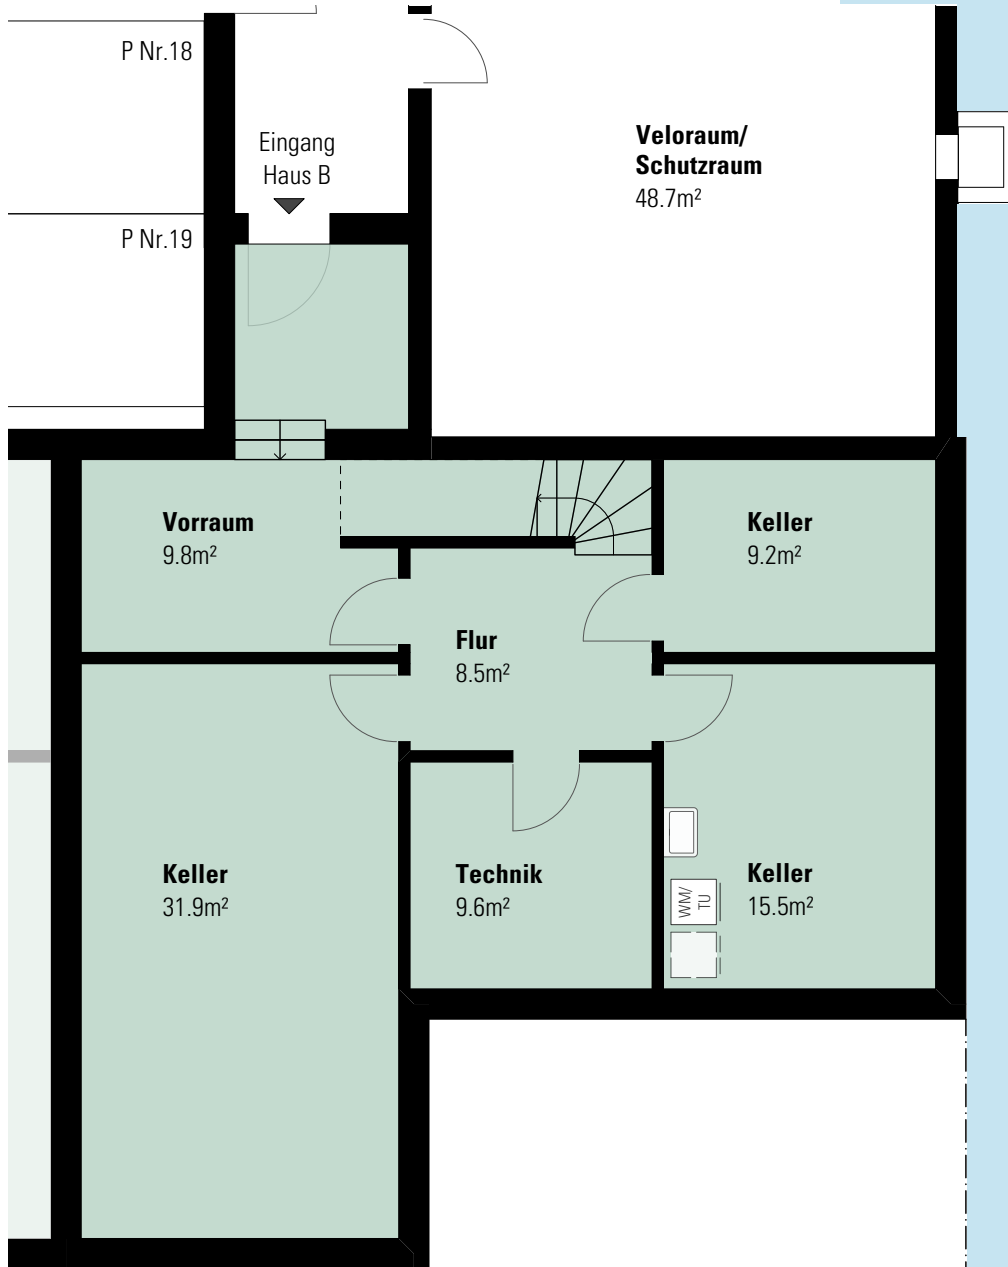 P Nr.18
Eingang
Haus B
Veloraum/
Schutzraum
48.7m²
P Nr.19
Vorraum
9.8m²
Keller
9.2m²
Flur
8.5m²
Keller
31.9m²
Technik
9.6m²
Keller
15.5m²
WM/
TU